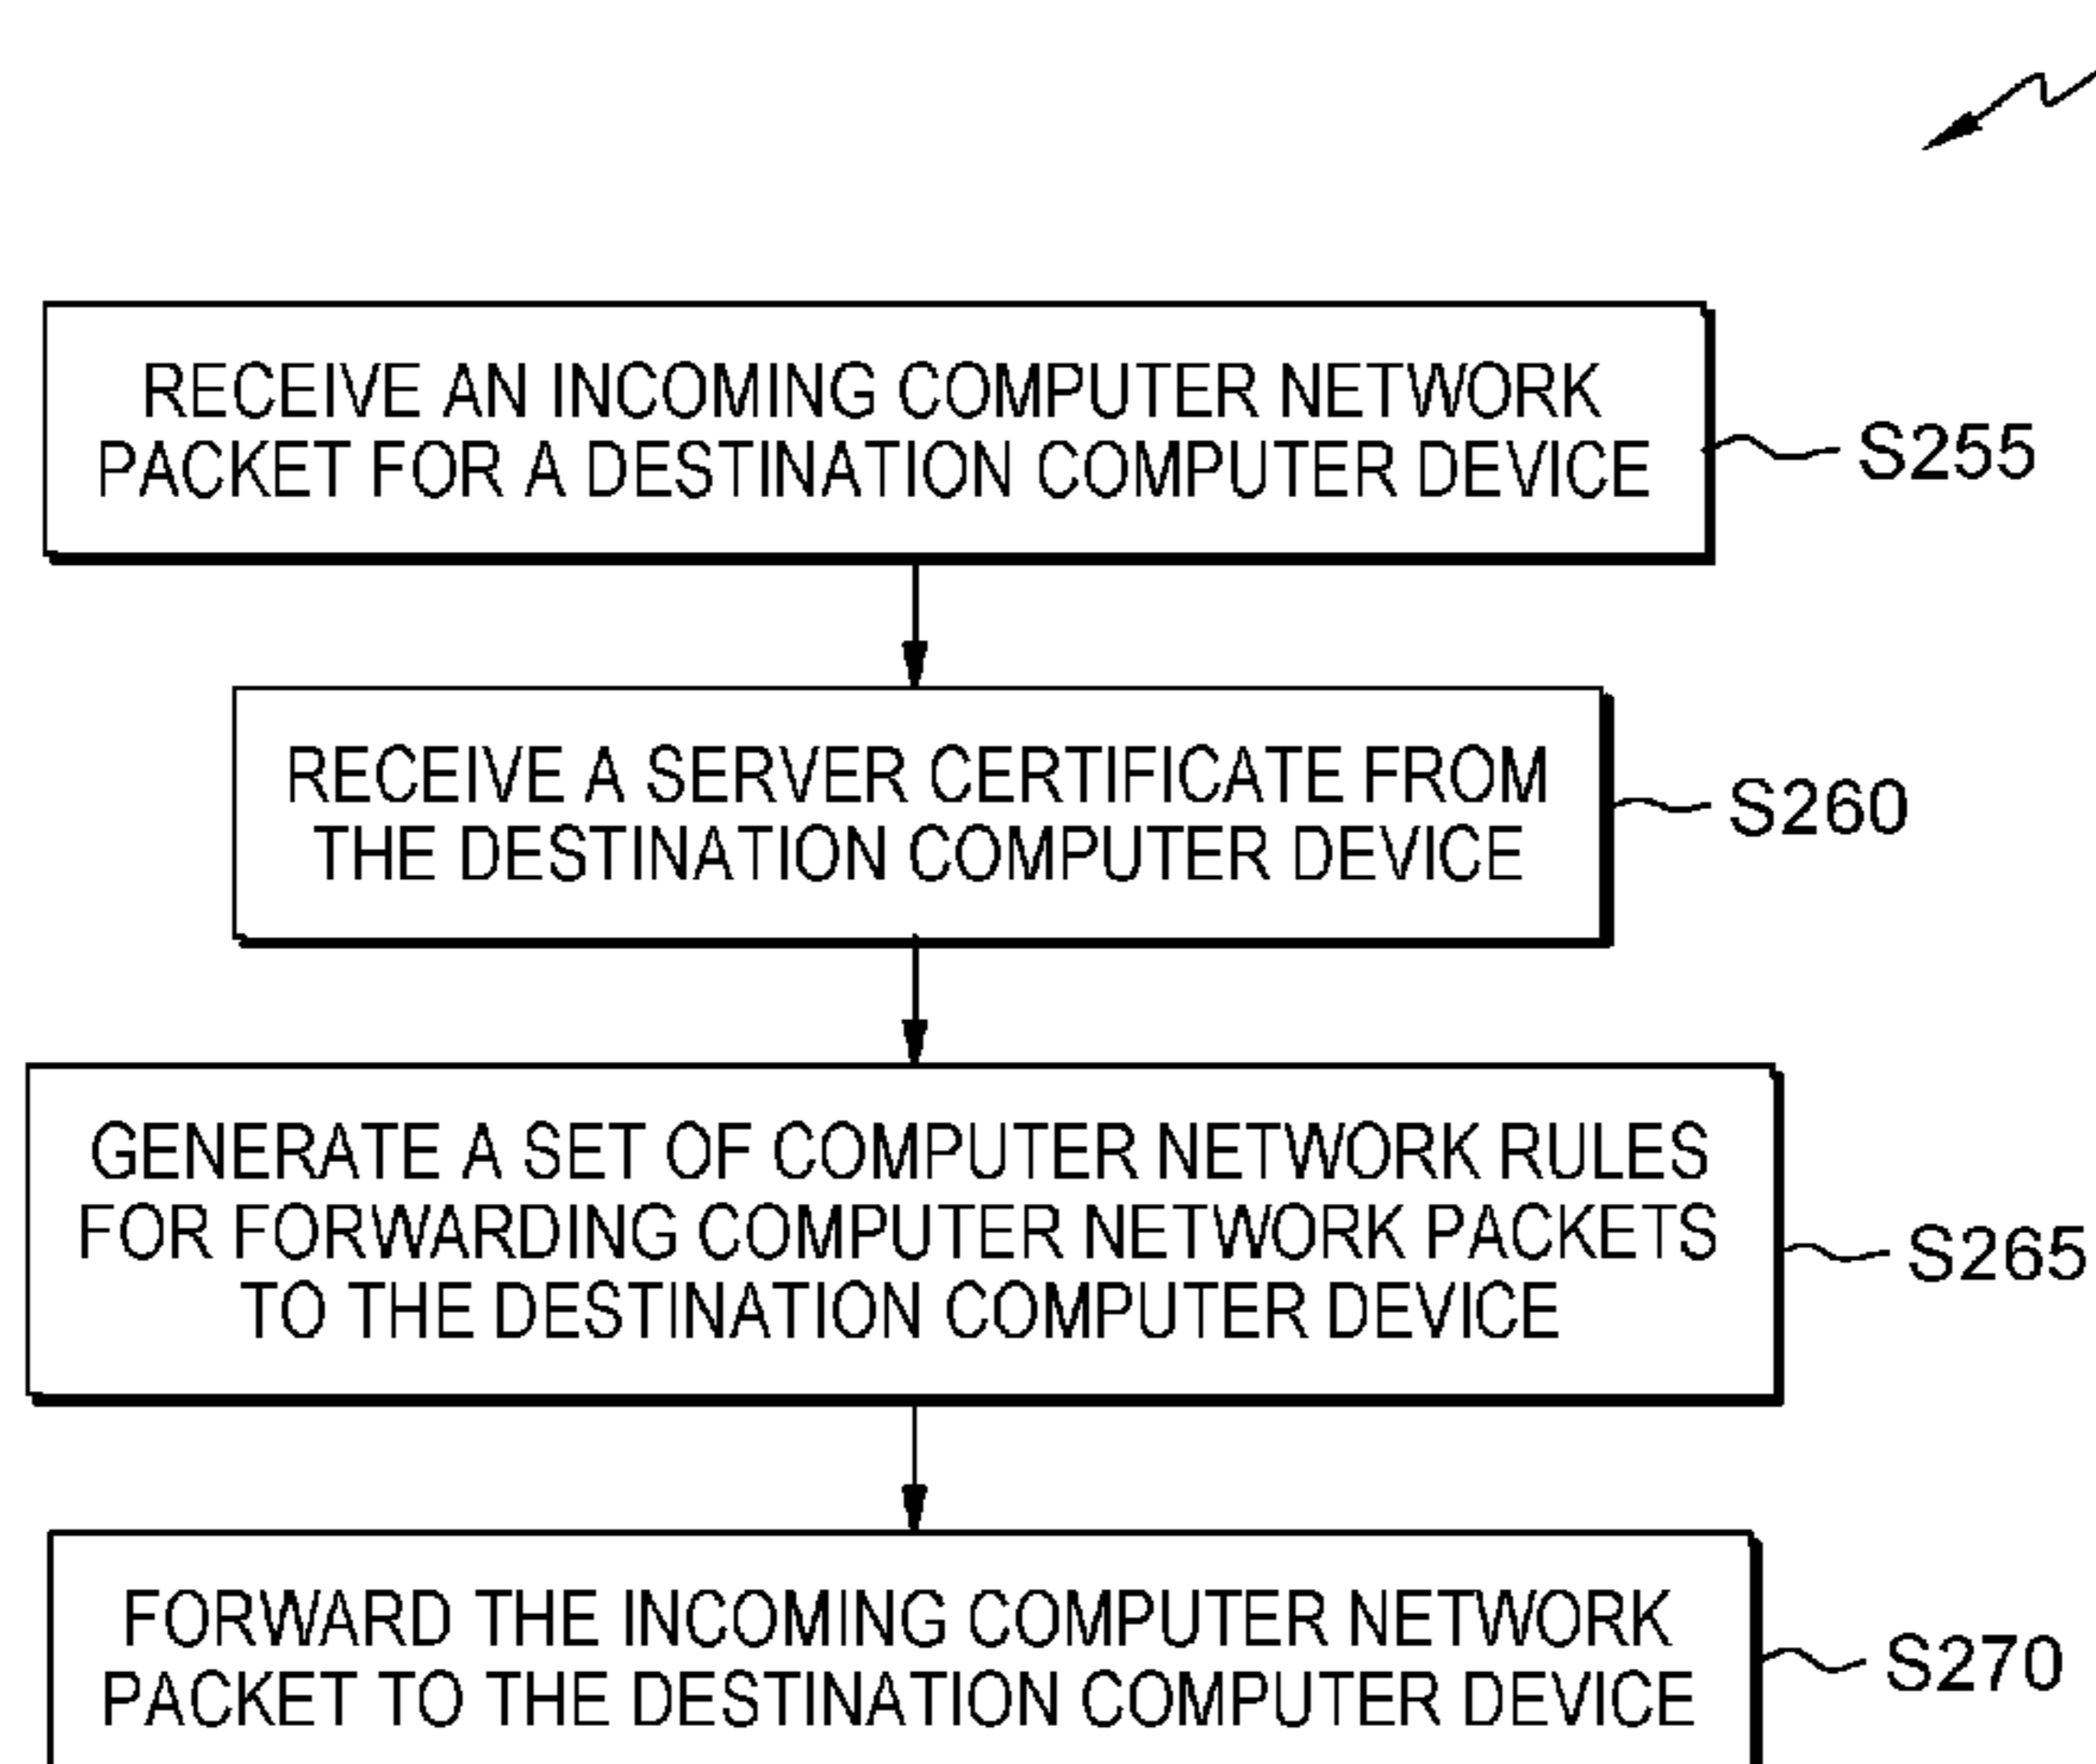 RECEIVE AN INCOMING COMPUTER NETWORK
PACKET FOR A DESTINATION COMPUTER DEVICE
S255
RECEIVE A SERVER CERTIFICATE FROM
THE DESTINATION COMPUTER DEVICE
S260
GENERATE A SET OF COMPUTER NETWORK RULES
FOR FORWARDING COMPUTER NETWORK PACKETS
TO THE DESTINATION COMPUTER DEVICE
S265
FORWARD THE INCOMING COMPUTER NETWORK
PACKET TO THE DESTINATION COMPUTER DEVICE
S270